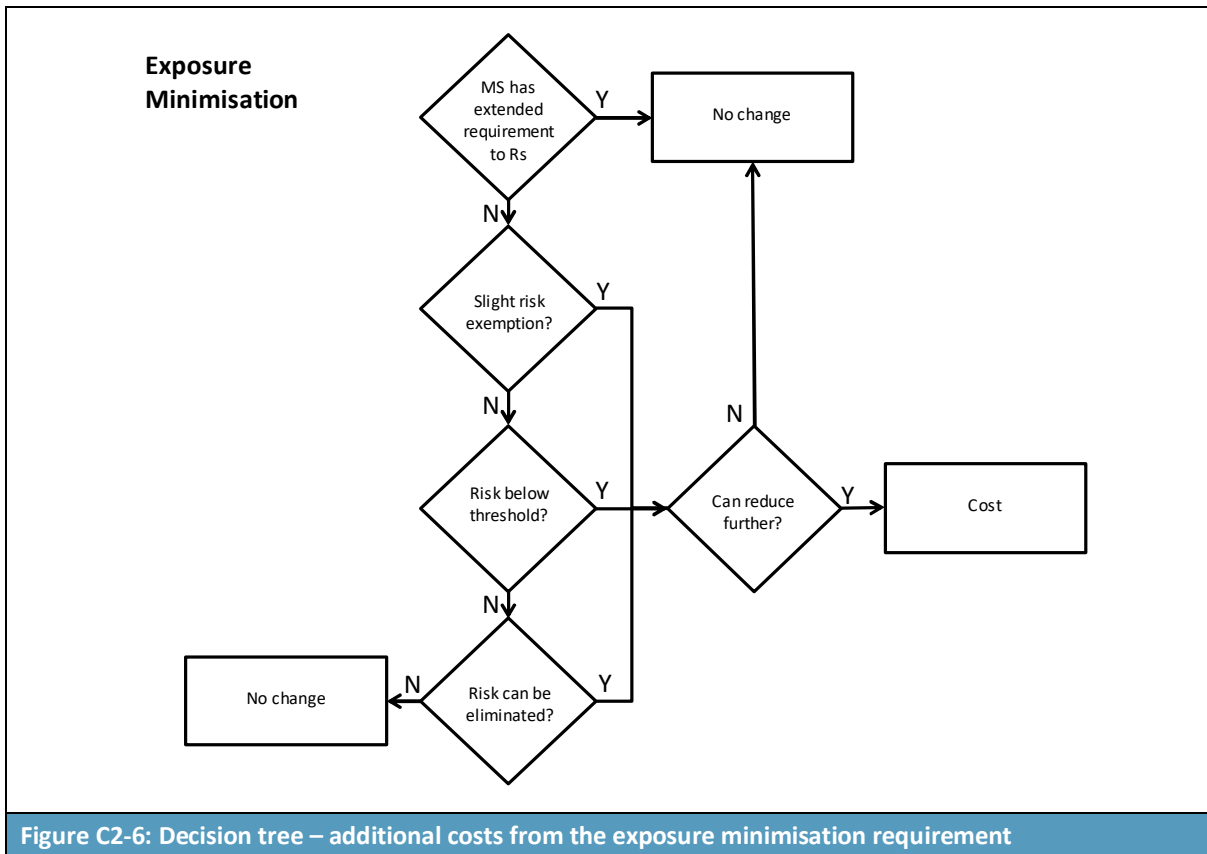 Exposure
Minimisation
MS has
extended
requirement
to Rs
Y
No change
N
Slight risk
exemption?
Y
N
Risk below
threshold?
Y
N
Can reduce
further?
Y
Cost
N
Risk can be
eliminated?
Y
N
No change
Figure C2-6: Decision tree – additional costs from the exposure minimisation requirement